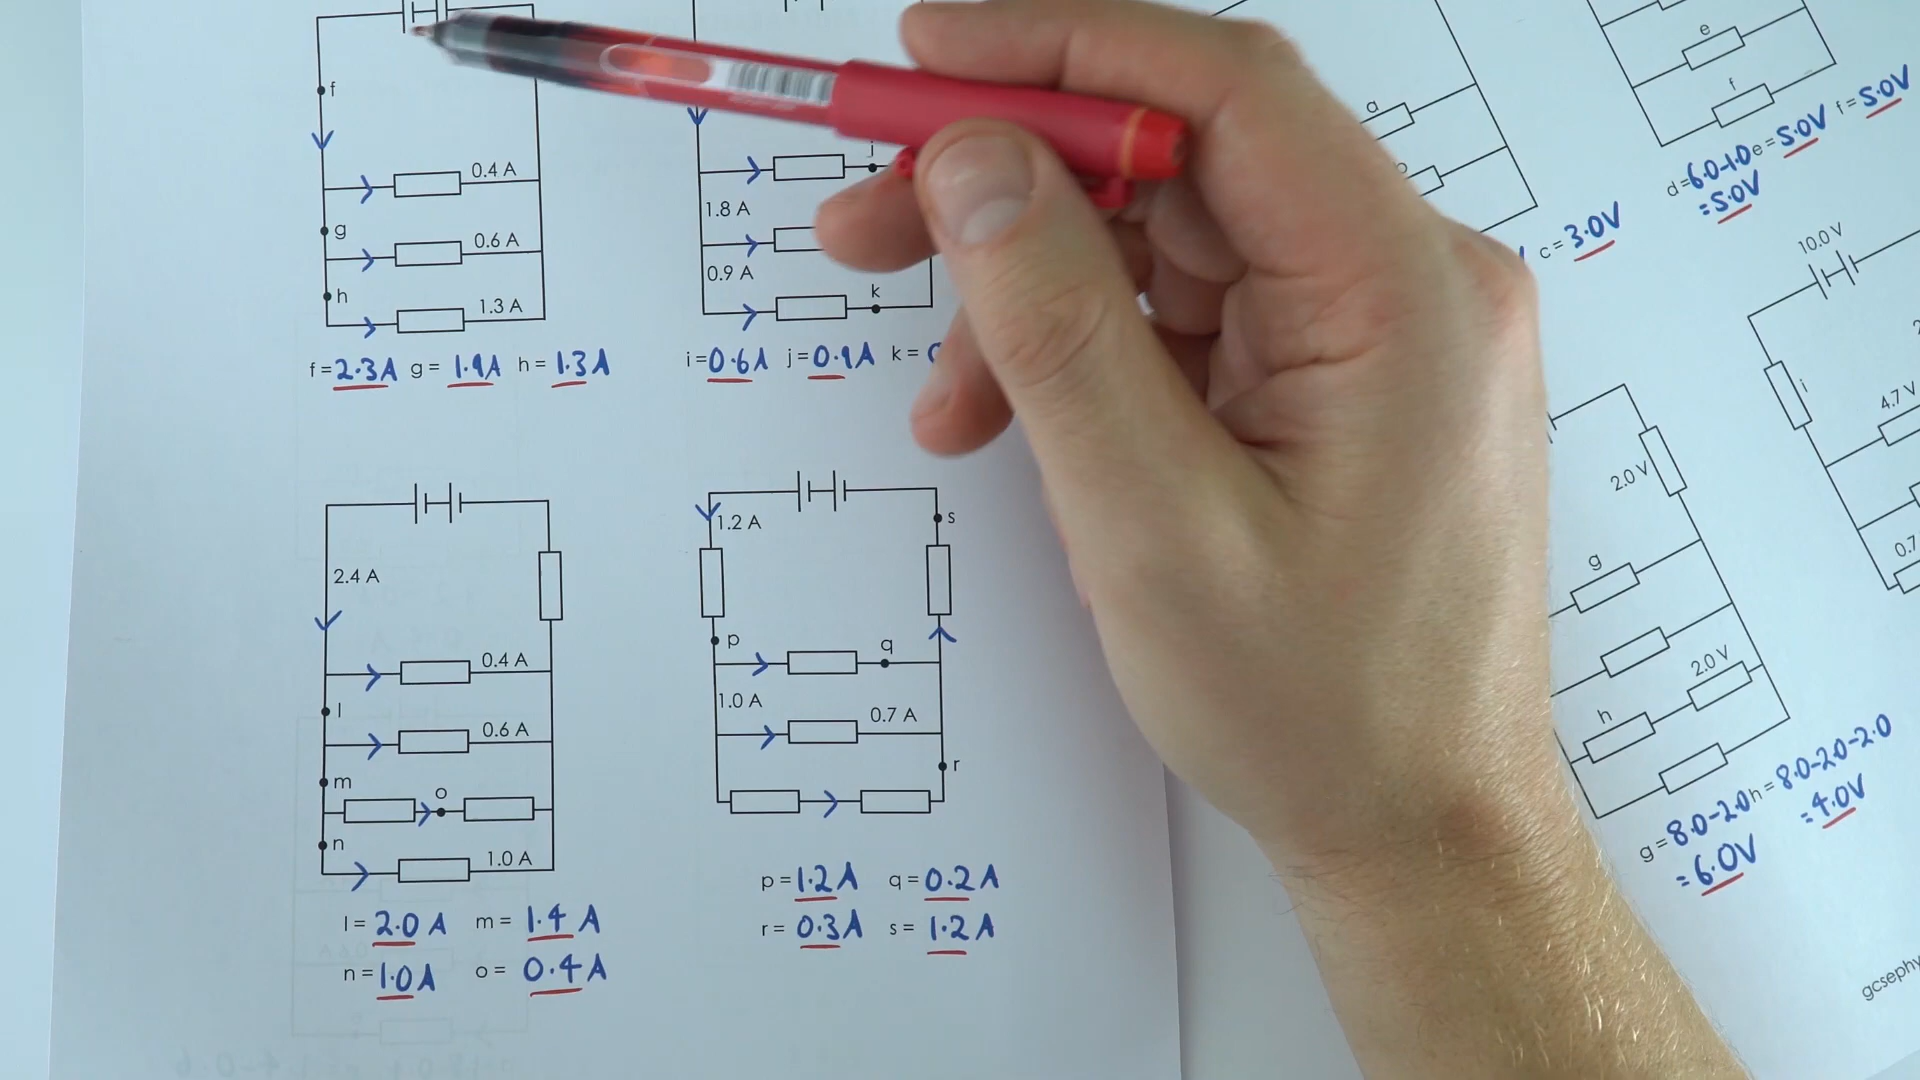 f
0.4 A
g
0.6 A
h
1.3 A
f = 2.3A g = 1.9A h = 1.3A
j
1.8 A
0.9 A
k
i = 0.6A j = 0.9A k =
2.4 A
0.4 A
l
0.6 A
m
o
n
1.0 A
l = 2.0 A m = 1.4 A
n = 1.0A o = 0.4A
1.2 A
s
p
q
1.0 A
0.7 A
r
p = 1.2A q = 0.2A
r = 0.3A s = 1.2A
a
c = 3.0V
e
f
d = 6.0-1.0 e = 5.0V f = 5.0V
= 5.0V
10.0 V
i
4.7 V
0.7
2.0 V
g
2.0 V
h
g = 8.0-2.0 h = 8.0-2.0-2.0
= 6.0V = 4.0V
gcsephy